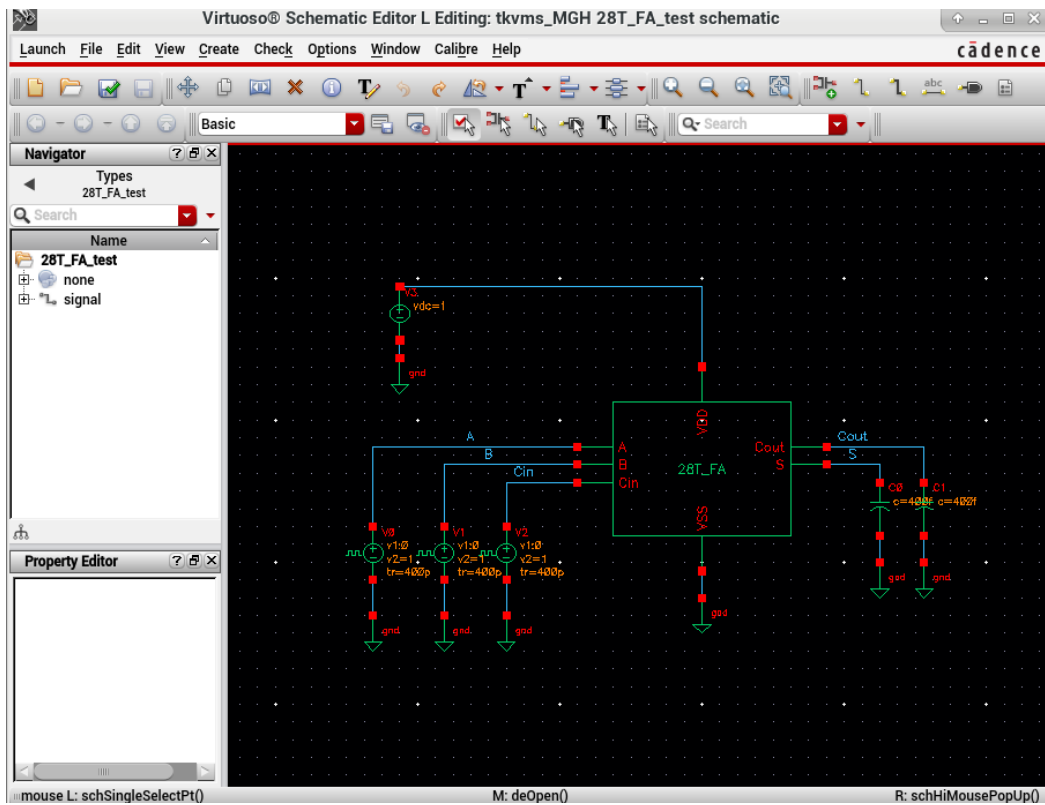 Virtuoso® Schematic Editor L Editing: tkvms_MGH 28T_FA_test schematic
Launch File Edit View Create Check Options Window Calibre Help
cādence
abc
Basic
Search
Navigator
Types
28T_FA_test
Search
Name
28T_FA_test
none
signal
Property Editor
V3
vdc=1
gnd
A
B
Cin
VDD
A
B
Cin
28T_FA
Cout
S
VSS
Cout
S
C0
c=400f
C1
c=400f
V0
v1:0
v2=1
tr=400p
V1
v1:0
v2=1
tr=400p
V2
v1:0
v2=1
tr=400p
gnd
gnd
gnd
gnd
gnd
gnd
mouse L: schSingleSelectPt()
M: deOpen()
R: schHiMousePopUp()